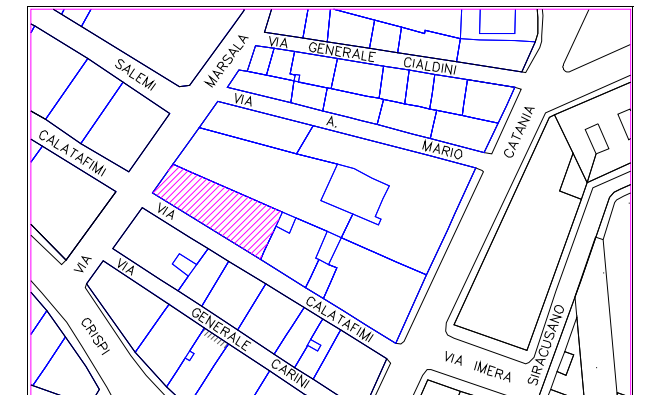 VIA GENERALE CIALDINI
SALEMI
MARSALA
VIA A. MARIO
CATANIA
CALATAFIMI
VIA CALATAFIMI
VIA
VIA GENERALE CARINI
CRISPI
VIA IMERA
SIRACUSANO